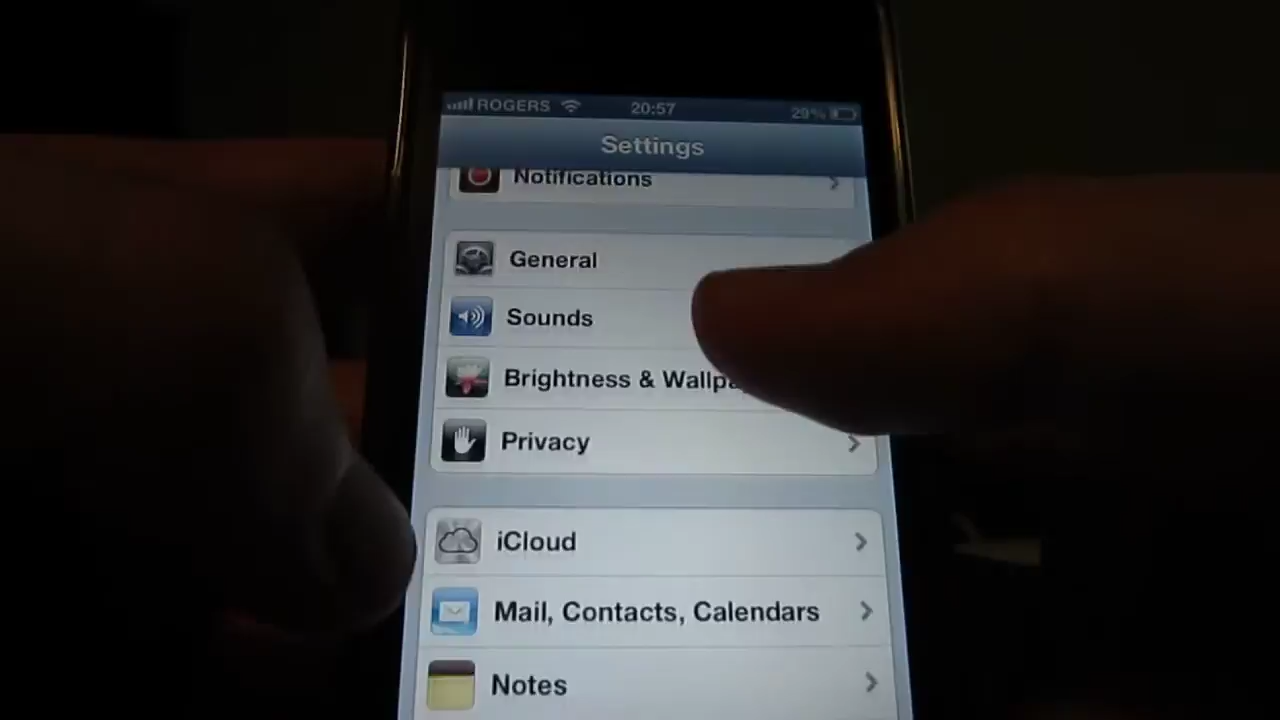 ROGERS 20:57 29%
Settings
Notifications
General
Sounds
Brightness & Wallpa
Privacy
iCloud
Mail, Contacts, Calendars
Notes